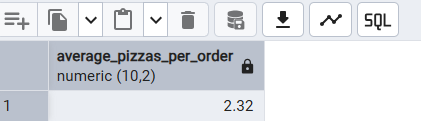 SQL
average_pizzas_per_order
numeric (10,2)
1 2.32